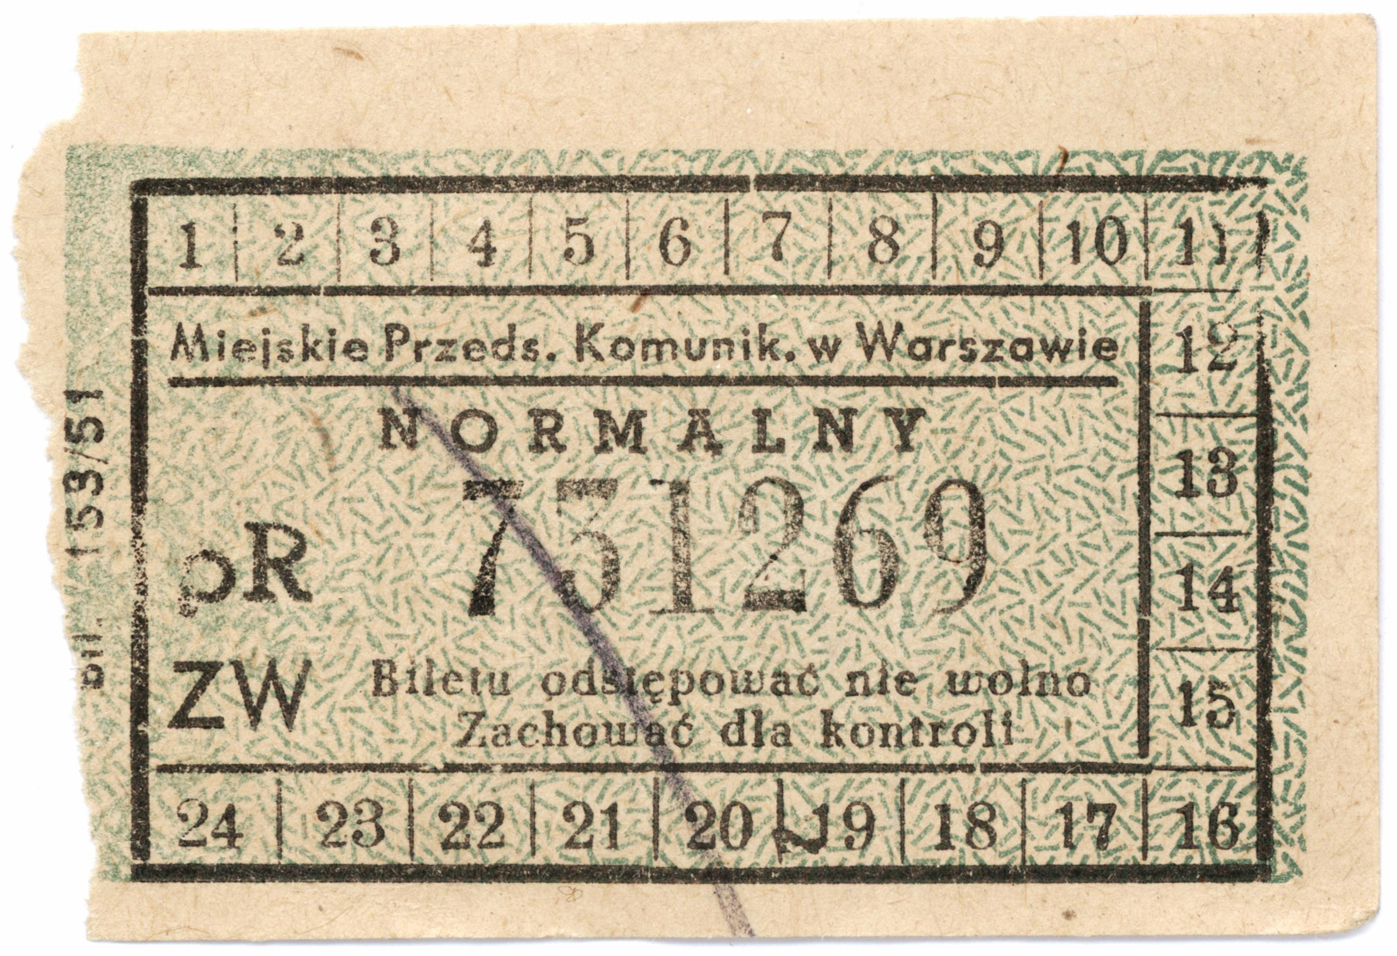 1 2 3 4 5 6 7 8 9 10 11
Miejskie Przeds. Komunik. w Warszawie
12
NORMALNY
13
731269
pR
14
ZW
Biletu odstępować nie wolno
15
Zachować dla kontroli
24 23 22 21 20 19 18 17 16
Bil. 153/51